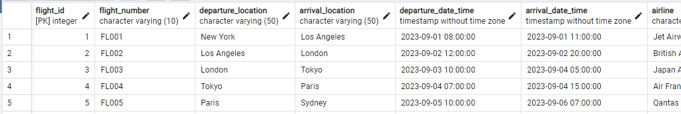 flight_id flight_number departure_location arrival_location departure_date_time arrival_date_time airline
[PK] integer character varying (10) character varying (50) character varying (50) timestamp without time zone timestamp without time zone characte
1 1 FL001 New York Los Angeles 2023-09-01 08:00:00 2023-09-01 11:00:00 Jet Airw
2 2 FL002 Los Angeles London 2023-09-02 12:00:00 2023-09-02 20:00:00 British A
3 3 FL003 London Tokyo 2023-09-03 10:00:00 2023-09-04 05:00:00 Japan A
4 4 FL004 Tokyo Paris 2023-09-04 07:00:00 2023-09-04 15:00:00 Air Fran
5 5 FL005 Paris Sydney 2023-09-05 10:00:00 2023-09-06 07:00:00 Qantas